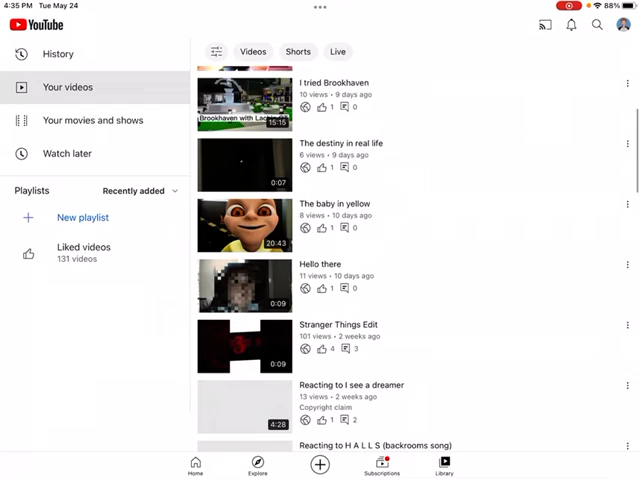 4:35 PM Tue May 24
88%
YouTube
History
Your videos
Your movies and shows
Watch later
Playlists
Recently added
New playlist
Liked videos
131 videos
Videos
Shorts
Live
15:15
I tried Brookhaven
10 views • 9 days ago
1 0
0:07
The destiny in real life
6 views • 9 days ago
1 0
20:43
The baby in yellow
8 views • 10 days ago
1 0
0:09
Hello there
11 views • 10 days ago
1 0
0:09
Stranger Things Edit
101 views • 2 weeks ago
4 3
4:28
Reacting to I see a dreamer
13 views • 2 weeks ago
Copyright claim
1 2
Reacting to H A L L S (backrooms song)
Home
Explore
Subscriptions
Library